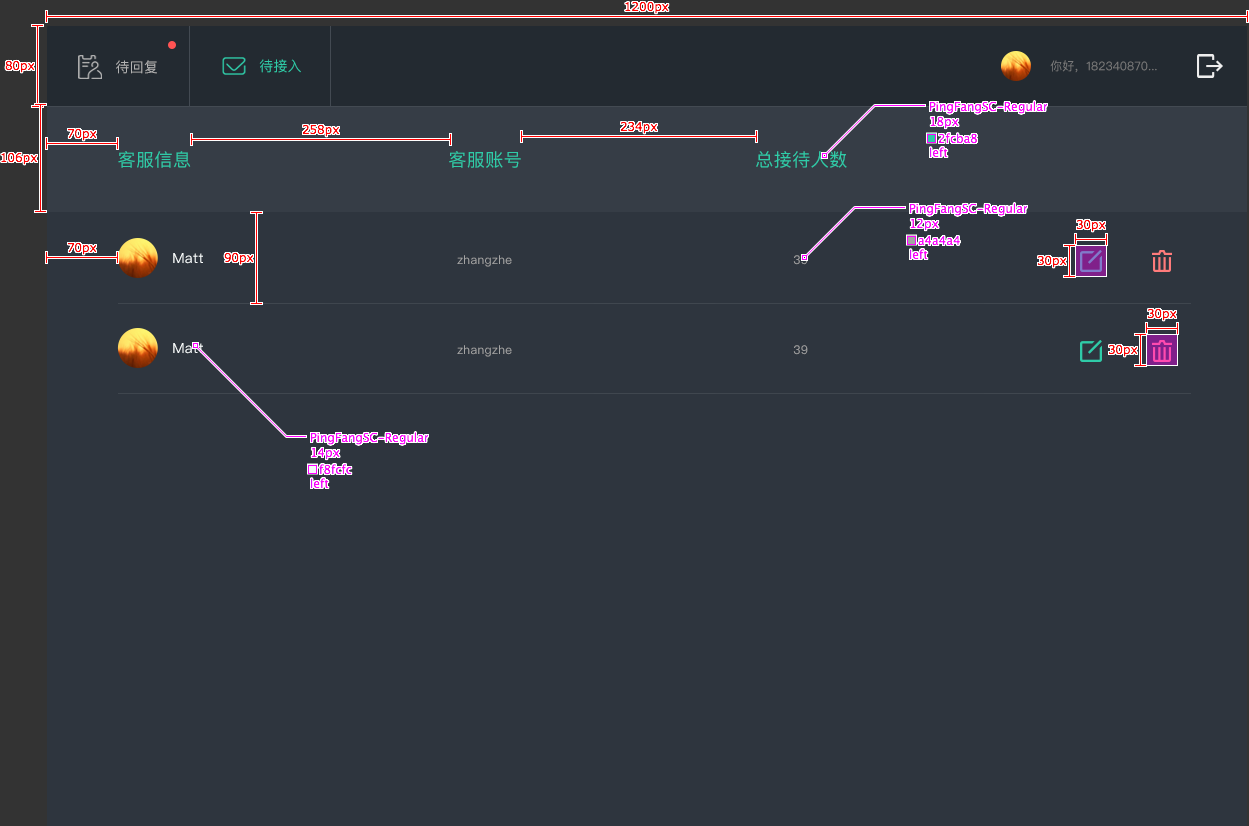 1200px
80px
待回复
待接入
你好，182340870...
106px
70px
258px
234px
PingFangSC-Regular
18px
2fcba8
left
客服信息
客服账号
总接待人数
PingFangSC-Regular
12px
a4a4a4
left
70px
Matt
90px
zhangzhe
39
30px
30px
Matt
zhangzhe
39
30px
30px
PingFangSC-Regular
14px
f8fcfc
left